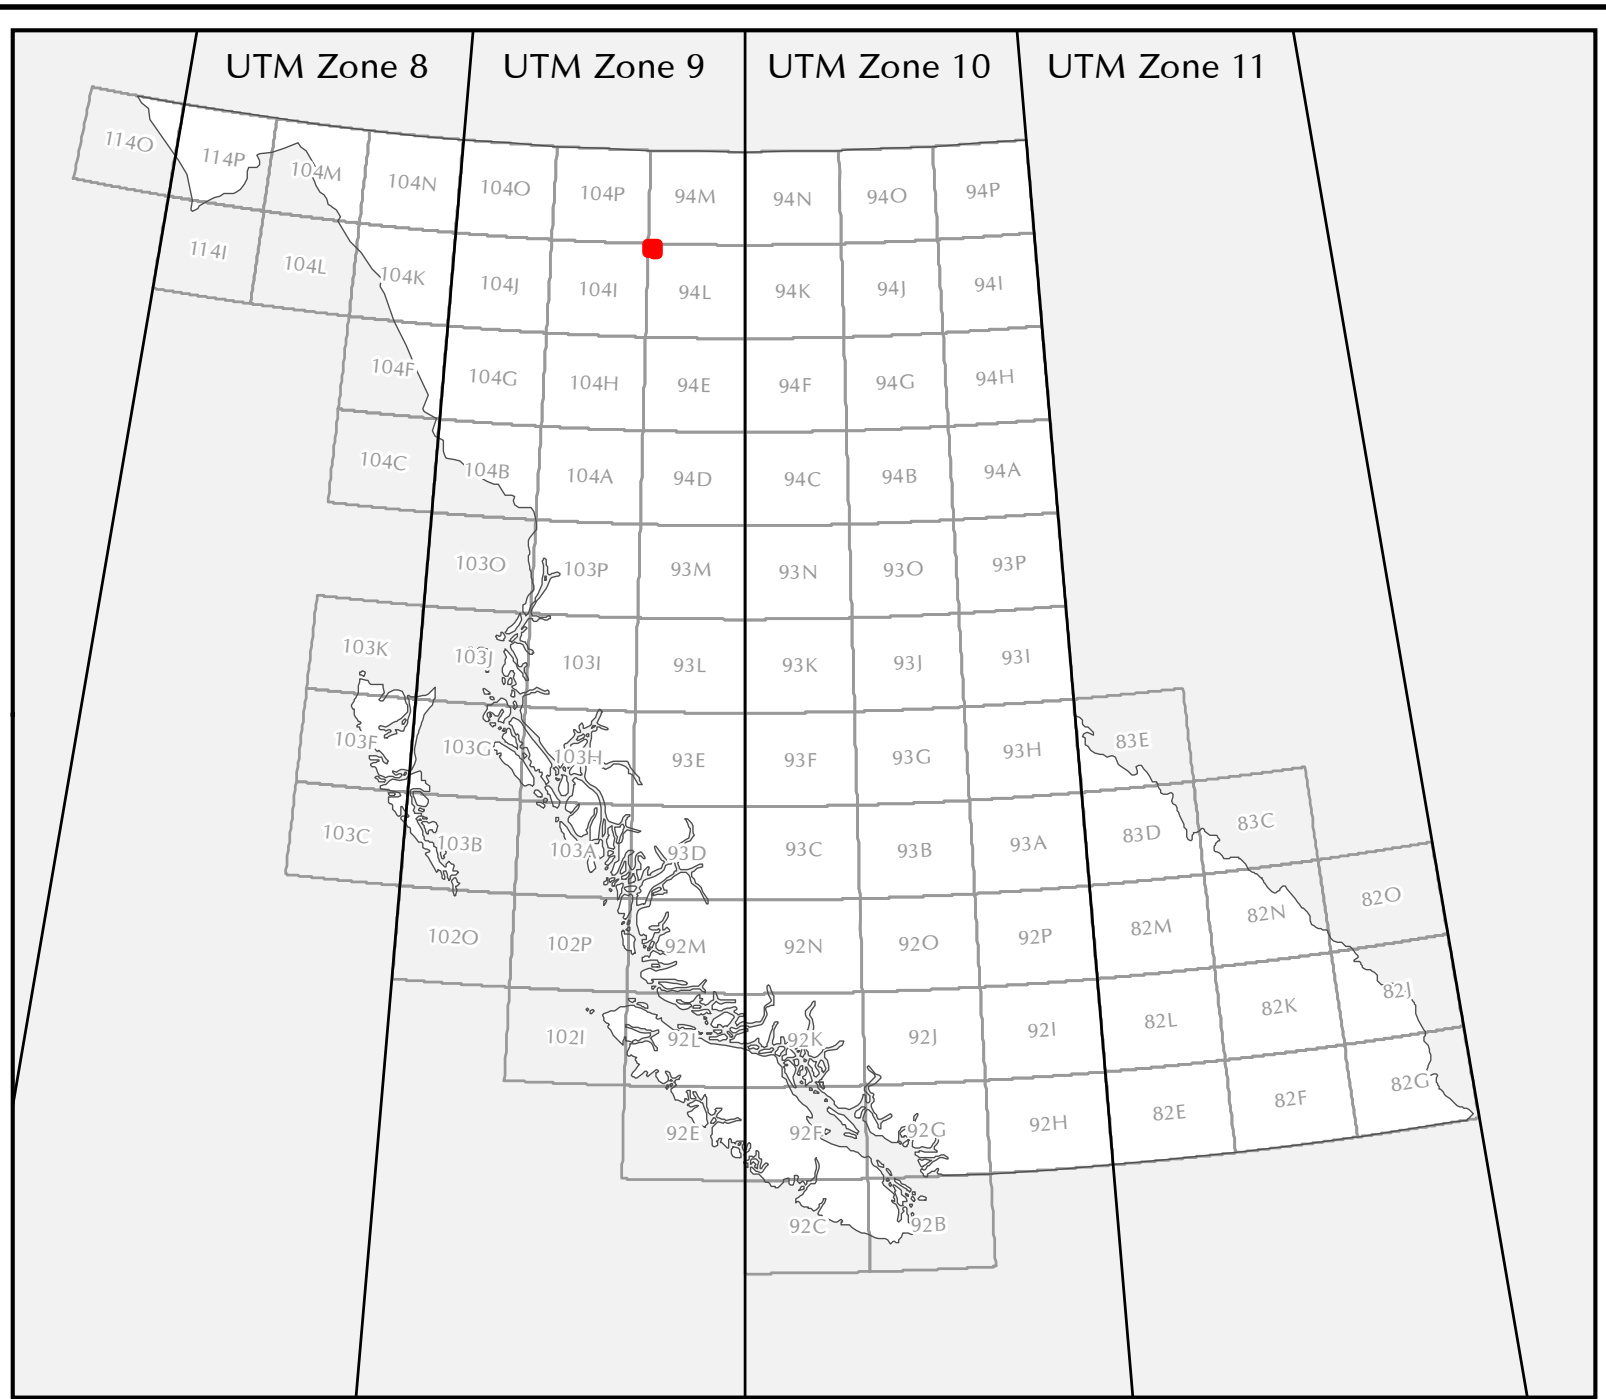 UTM Zone 8 UTM Zone 9 UTM Zone 10 UTM Zone 11
114O 114P 104M 104N 104O 104P 94M 94N 94O 94P
114I 104L 104K 104J 104I 94L 94K 94J 94I
104F 104G 104H 94E 94F 94G 94H
104C 104B 104A 94D 94C 94B 94A
103O 103P 93M 93N 93O 93P
103K 103J 103I 93L 93K 93J 93I
103F 103G 103H 93E 93F 93G 93H 83E
103C 103B 103A 93D 93C 93B 93A 83D 83C
102O 102P 92M 92N 92O 92P 82M 82N 82O
102I 92L 92K 92J 92I 82L 82K 82J
92E 92F 92G 92H 82E 82F 82G
92C 92B